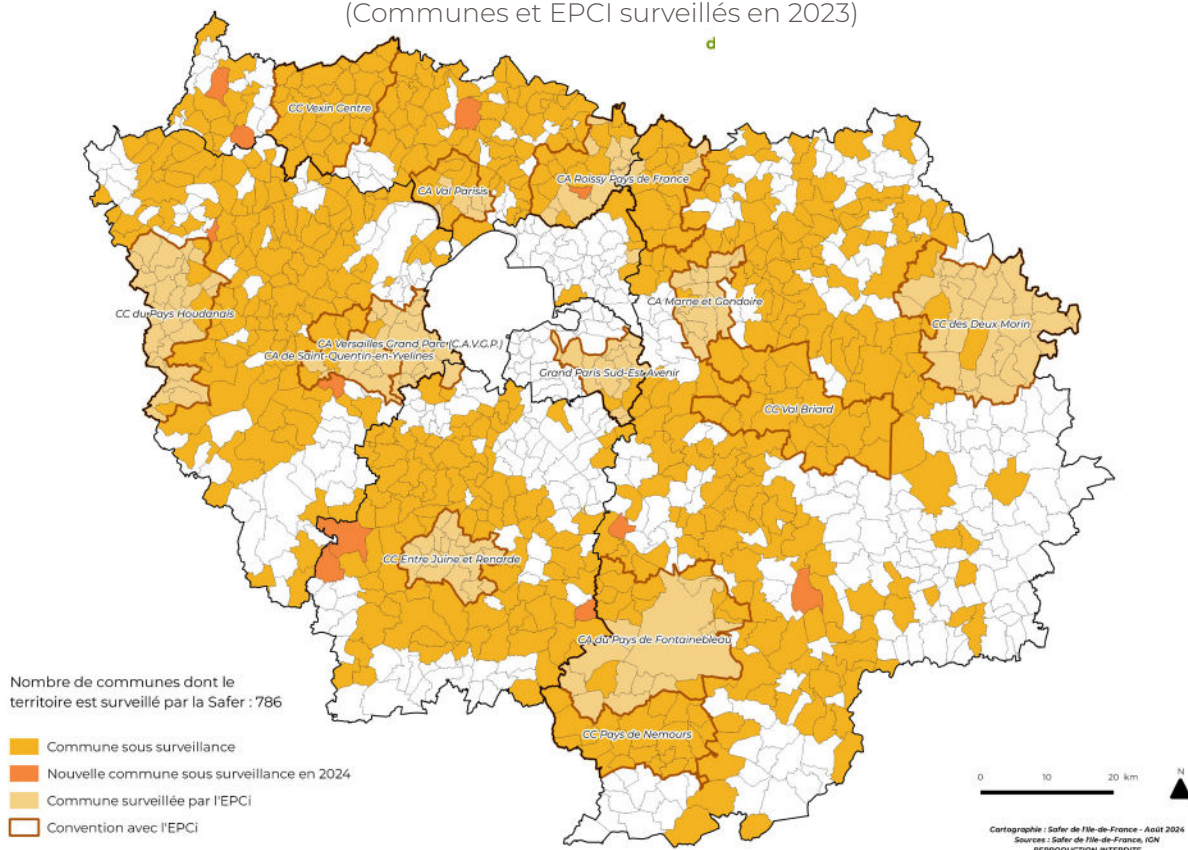 (Communes et EPCI surveillés en 2023)
d
CC Vexin Centre
CA Roissy Pays de France
CA Val Parisis
CA Marne et Gondoire
CC du Pays Houdanais
CC des Deux Morin
CA Versailles Grand Parc (C.A.V.G.P.)
CA de Saint-Quentin-en-Yvelines
Grand Paris Sud-Est Avenir
CC Val Briard
CC Entre Juine et Renarde
CA du Pays de Fontainebleau
CC Pays de Nemours
Nombre de communes dont le
territoire est surveillé par la Safer : 786
Commune sous surveillance
Nouvelle commune sous surveillance en 2024
Commune surveillée par l'EPCi
Convention avec l'EPCi
0 10 20 km
N
Cartographie : Safer de l'Ile-de-France - Août 2024
Sources : Safer de l'Ile-de-France, IGN
REPRODUCTION INTERDITE